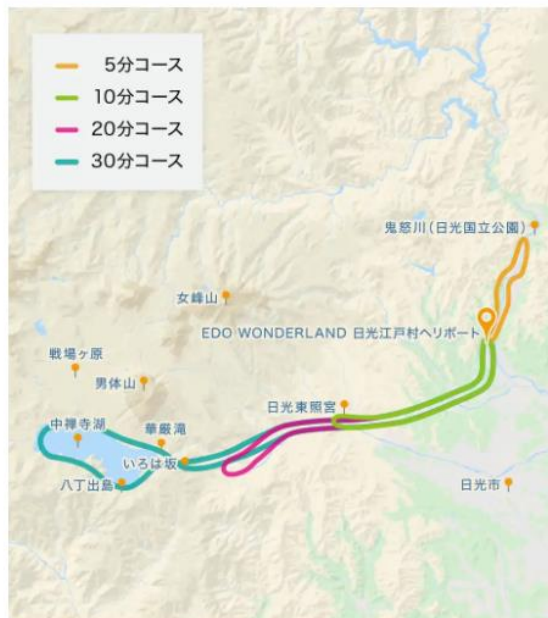 5分コース
10分コース
20分コース
30分コース
鬼怒川（日光国立公園）
女峰山
EDO WONDERLAND 日光江戸村ヘリポート
戦場ヶ原
男体山
日光東照宮
中禅寺湖
華厳滝
いろは坂
八丁出島
日光市